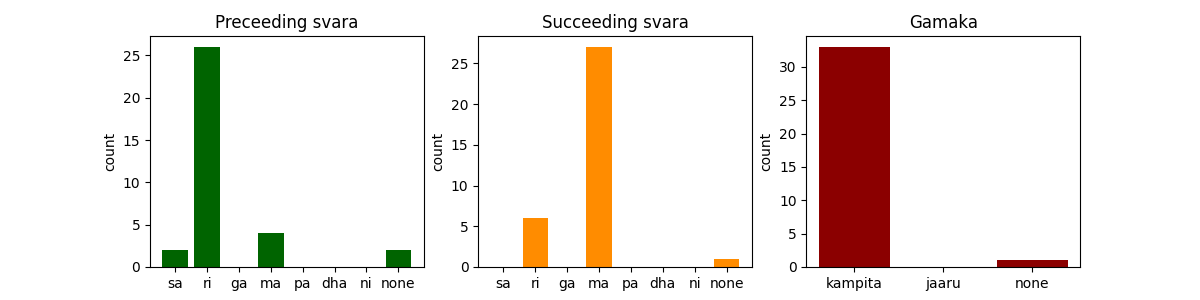 Preceeding svara
count
25
20
15
10
5
0
sa ri ga ma pa dha ni none
Succeeding svara
count
25
20
15
10
5
0
sa ri ga ma pa dha ni none
Gamaka
count
30
25
20
15
10
5
0
kampita jaaru none